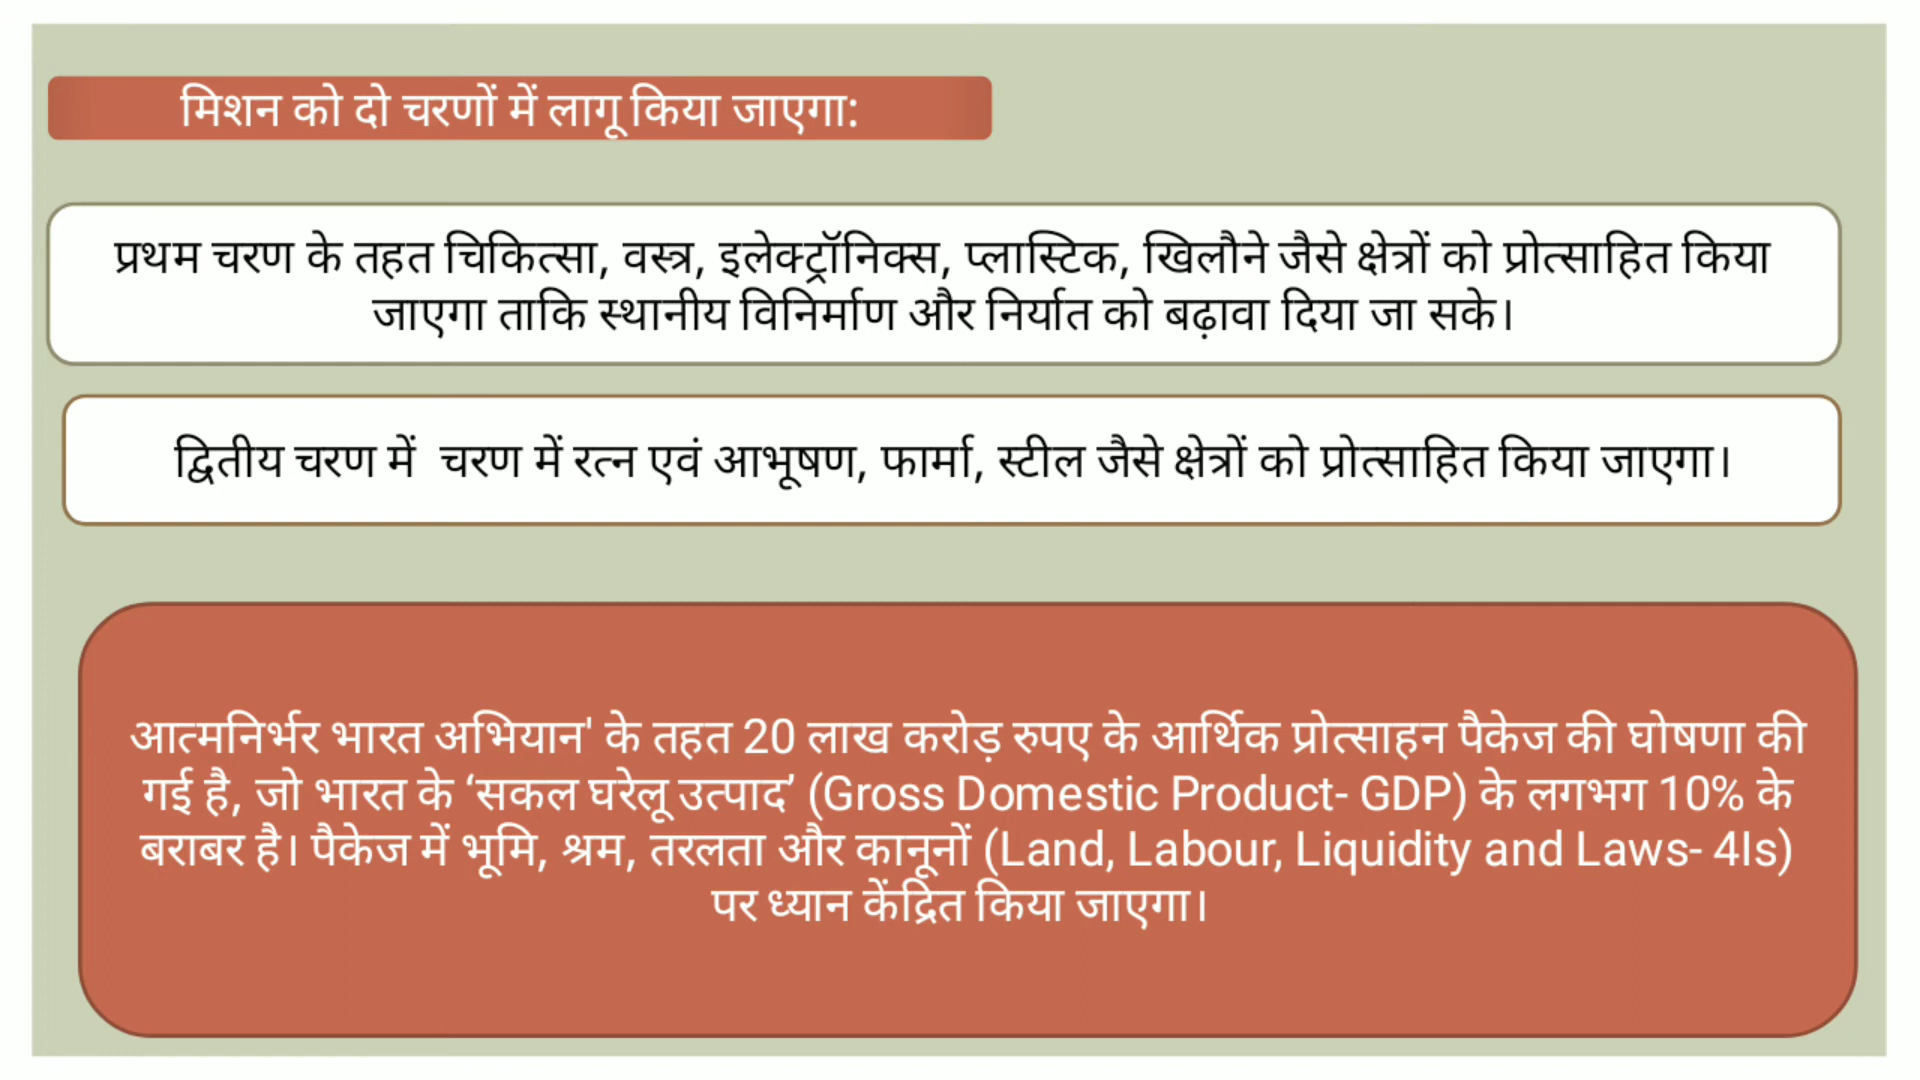 मिशन को दो चरणों में लागू किया जाएगा:
प्रथम चरण के तहत चिकित्सा, वस्त्र, इलेक्ट्रॉनिक्स, प्लास्टिक, खिलौने जैसे क्षेत्रों को प्रोत्साहित किया
जाएगा ताकि स्थानीय विनिर्माण और निर्यात को बढ़ावा दिया जा सके।
द्वितीय चरण में  चरण में रत्न एवं आभूषण, फार्मा, स्टील जैसे क्षेत्रों को प्रोत्साहित किया जाएगा।
आत्मनिर्भर भारत अभियान' के तहत 20 लाख करोड़ रुपए के आर्थिक प्रोत्साहन पैकेज की घोषणा की
गई है, जो भारत के ‘सकल घरेलू उत्पाद’ (Gross Domestic Product- GDP) के लगभग 10% के
बराबर है। पैकेज में भूमि, श्रम, तरलता और कानूनों (Land, Labour, Liquidity and Laws- 4Is)
पर ध्यान केंद्रित किया जाएगा।